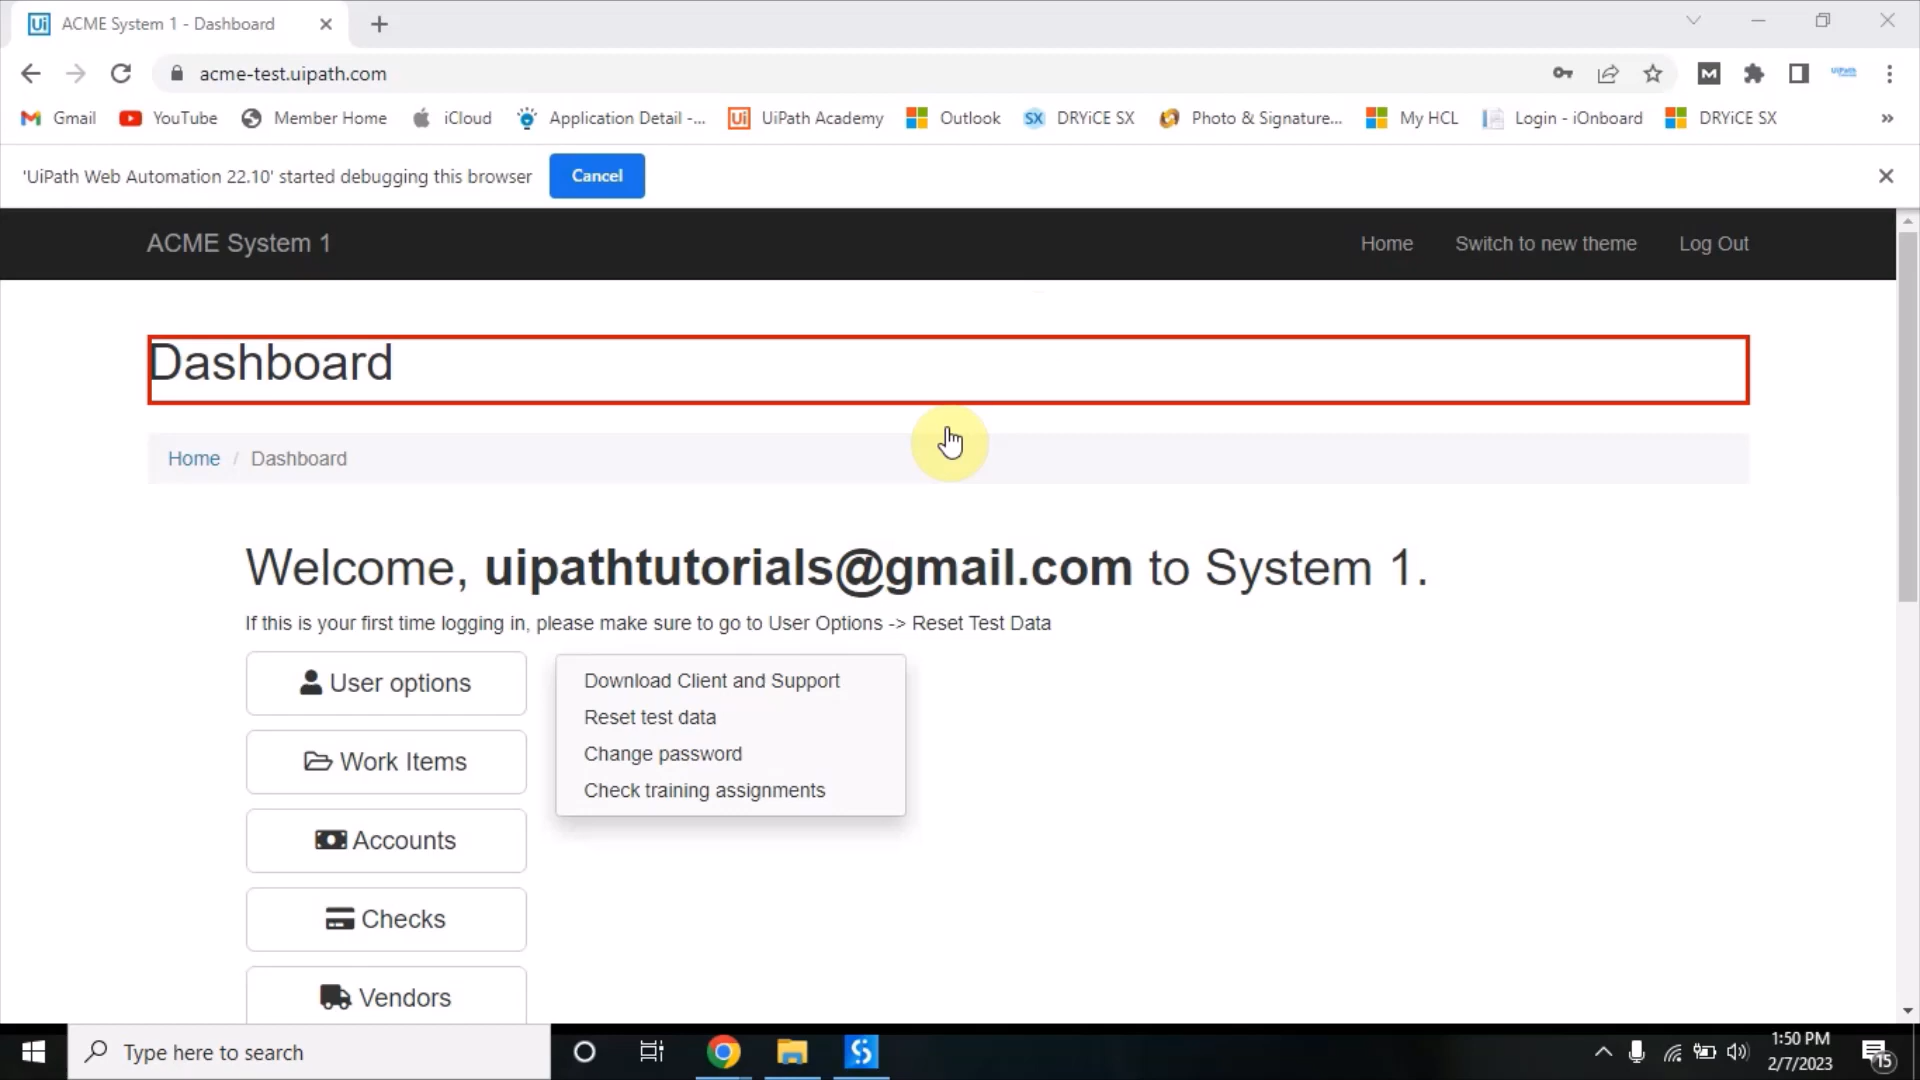 ACME System 1 - Dashboard
acme-test.uipath.com
Gmail YouTube Member Home iCloud Application Detail -... UiPath Academy Outlook DRYiCE SX Photo & Signature... My HCL Login - iOnboard DRYiCE SX »
'UiPath Web Automation 22.10' started debugging this browser Cancel
ACME System 1 Home Switch to new theme Log Out
Dashboard
Home / Dashboard
Welcome, uipathtutorials@gmail.com to System 1.
If this is your first time logging in, please make sure to go to User Options -> Reset Test Data
User options
Download Client and Support
Reset test data
Change password
Check training assignments
Work Items
Accounts
Checks
Vendors
Type here to search
1:50 PM
2/7/2023
15